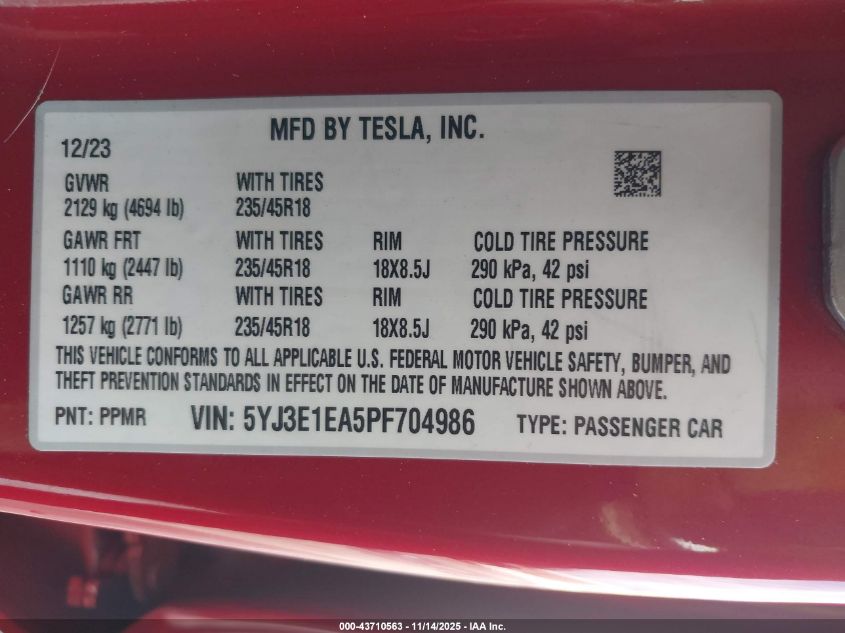 MFD BY TESLA, INC.
12/23
GVWR WITH TIRES
2129 kg (4694 lb) 235/45R18
GAWR FRT WITH TIRES RIM COLD TIRE PRESSURE
1110 kg (2447 lb) 235/45R18 18X8.5J 290 kPa, 42 psi
GAWR RR WITH TIRES RIM COLD TIRE PRESSURE
1257 kg (2771 lb) 235/45R18 18X8.5J 290 kPa, 42 psi
THIS VEHICLE CONFORMS TO ALL APPLICABLE U.S. FEDERAL MOTOR VEHICLE SAFETY, BUMPER, AND
THEFT PREVENTION STANDARDS IN EFFECT ON THE DATE OF MANUFACTURE SHOWN ABOVE.
PNT: PPMR VIN: 5YJ3E1EA5PF704986 TYPE: PASSENGER CAR
000-43710563 - 11/14/2025 - IAA Inc.